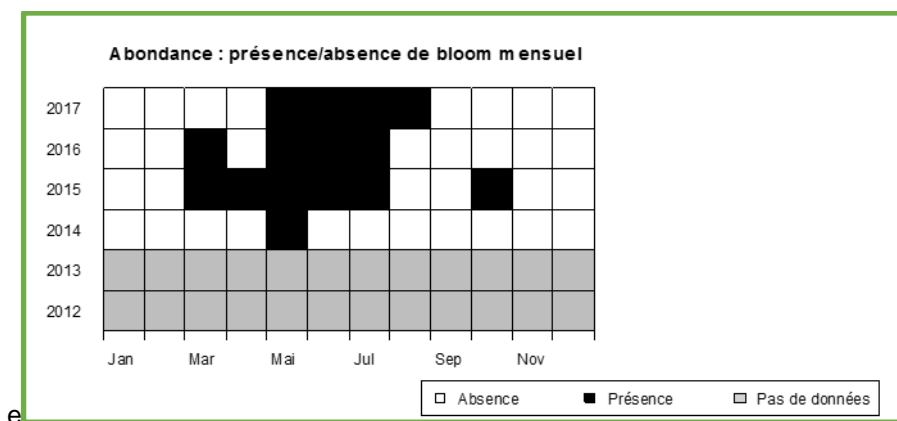 Abondance : présence/absence de bloom mensuel
2017
2016
2015
2014
2013
2012
Jan Mar Mai Jul Sep Nov
Absence Présence Pas de données
e